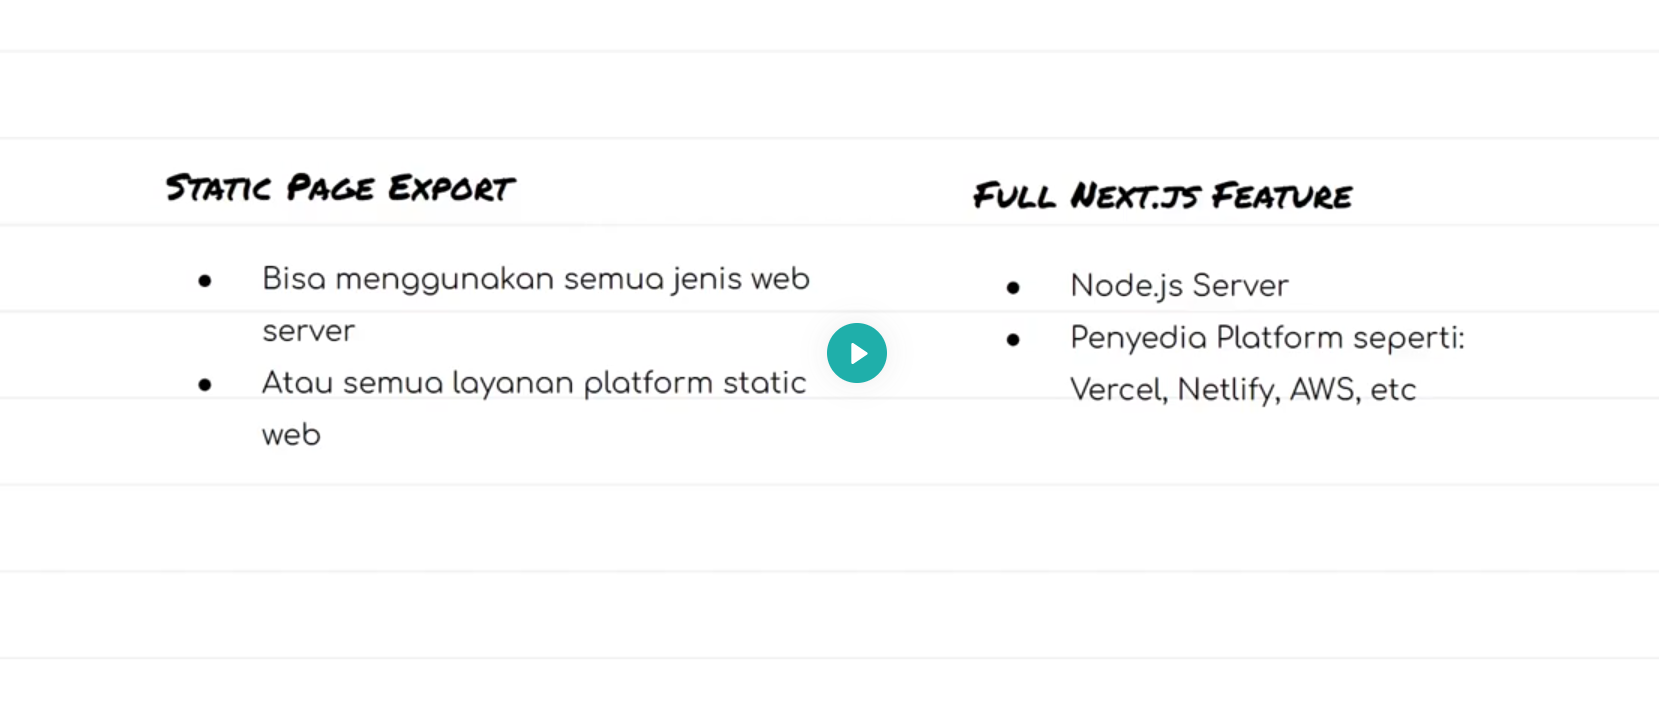 STATIC PAGE EXPORT
● Bisa menggunakan semua jenis web
server
● Atau semua layanan platform static
web
FULL NEXT.JS FEATURE
● Node.js Server
● Penyedia Platform seperti:
Vercel, Netlify, AWS, etc